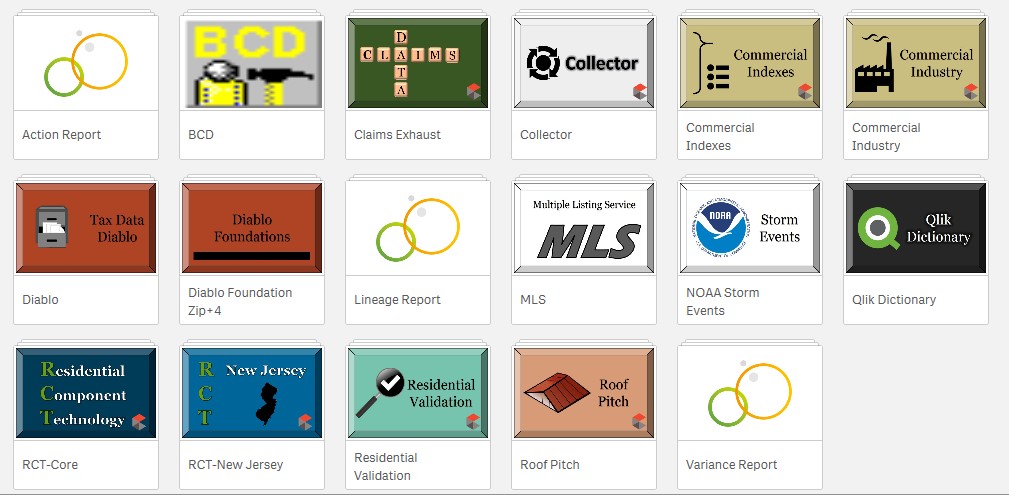 BCD
D
CLAIMS
T
A
Collector
Commercial
Indexes
Commercial
Industry
Action Report
BCD
Claims Exhaust
Collector
Commercial
Indexes
Commercial
Industry
Tax Data
Diablo
Diablo
Foundations
Multiple Listing Service
MLS
NOAA
Storm
Events
Qlik
Dictionary
Diablo
Diablo Foundation
Zip+4
Lineage Report
MLS
NOAA Storm
Events
Qlik Dictionary
Residential
Component
Technology
R
C
T
New Jersey
Residential
Validation
Roof
Pitch
RCT-Core
RCT-New Jersey
Residential
Validation
Roof Pitch
Variance Report